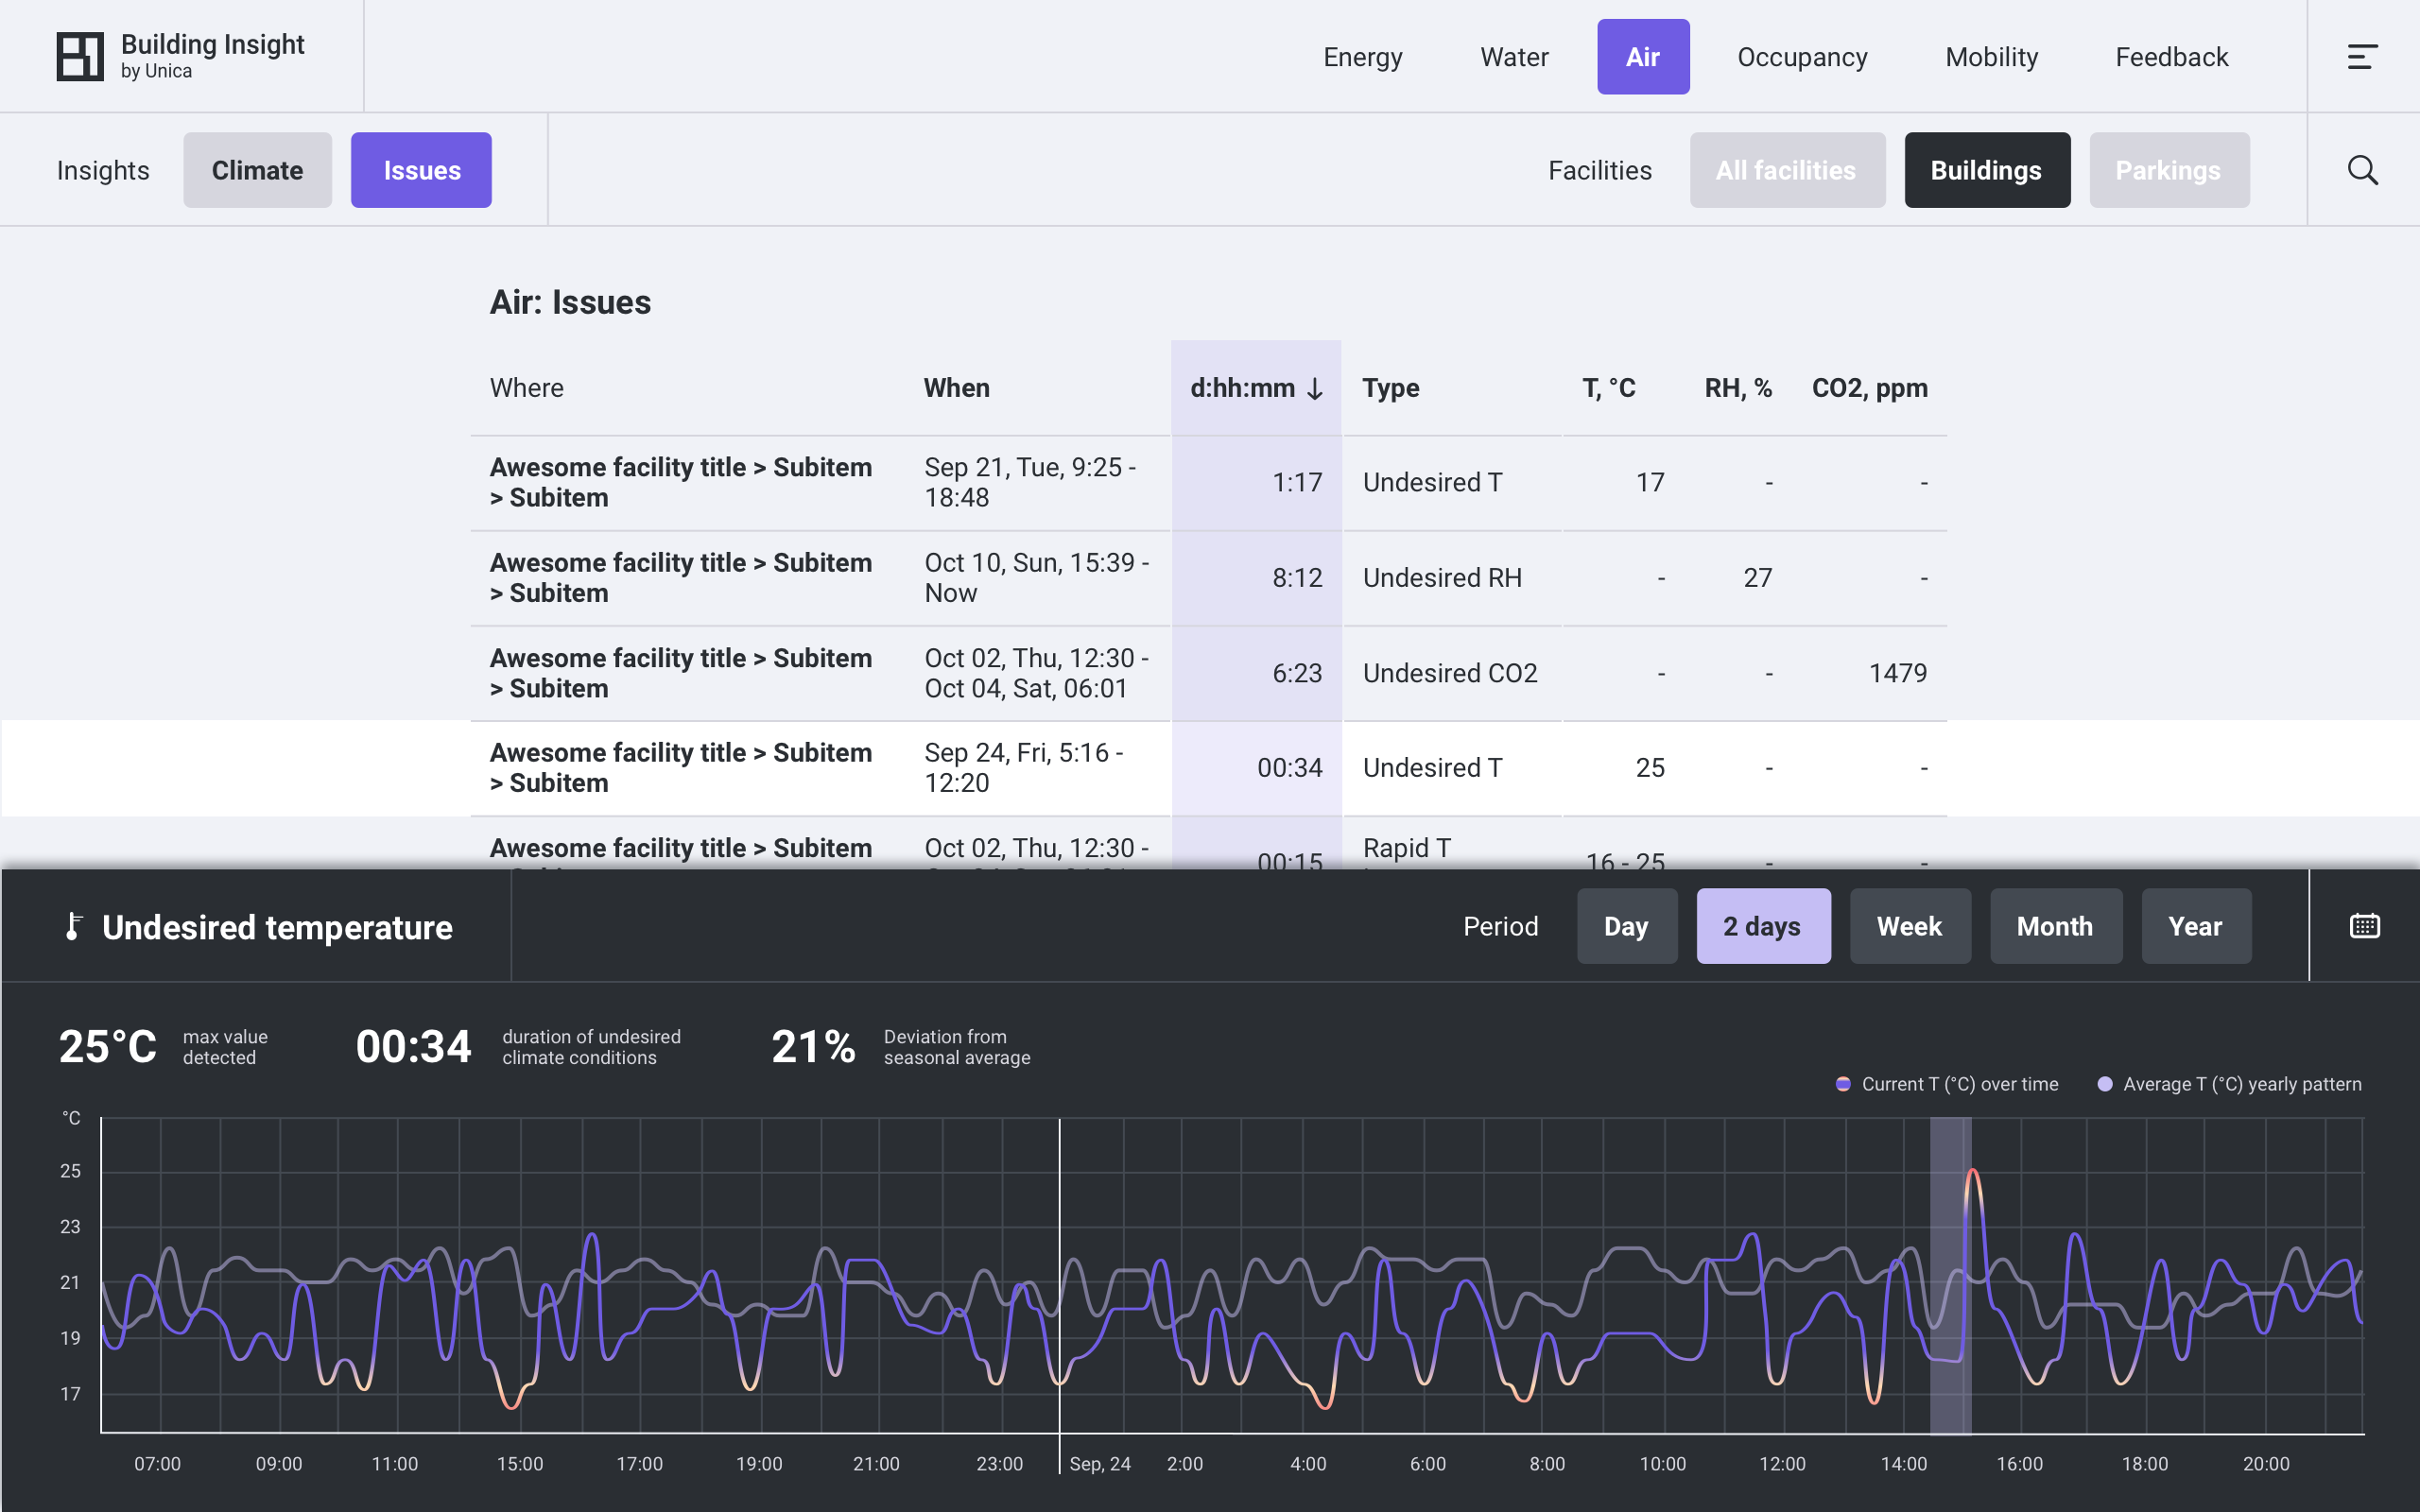 Building Insight
by Unica
Energy
Water
Air
Occupancy
Mobility
Feedback
Insights
Climate
Issues
Facilities
All facilities
Buildings
Parkings
Air: Issues
Where
When
d:hh:mm ↓
Type
T, °C
RH, %
CO2, ppm
Awesome facility title > Subitem
> Subitem
Sep 21, Tue, 9:25 -
18:48
1:17
Undesired T
17
-
-
Awesome facility title > Subitem
> Subitem
Oct 10, Sun, 15:39 -
Now
8:12
Undesired RH
-
27
-
Awesome facility title > Subitem
> Subitem
Oct 02, Thu, 12:30 -
Oct 04, Sat, 06:01
6:23
Undesired CO2
-
-
1479
Awesome facility title > Subitem
> Subitem
Sep 24, Fri, 5:16 -
12:20
00:34
Undesired T
25
-
-
Awesome facility title > Subitem
Oct 02, Thu, 12:30 -
00:15
Rapid T
16 - 25
-
-
Undesired temperature
Period
Day
2 days
Week
Month
Year
25°C
max value
detected
00:34
duration of undesired
climate conditions
21%
Deviation from
seasonal average
Current T (°C) over time
Average T (°C) yearly pattern
°C
25
23
21
19
17
07:00
09:00
11:00
15:00
17:00
19:00
21:00
23:00
Sep, 24
2:00
4:00
6:00
8:00
10:00
12:00
14:00
16:00
18:00
20:00